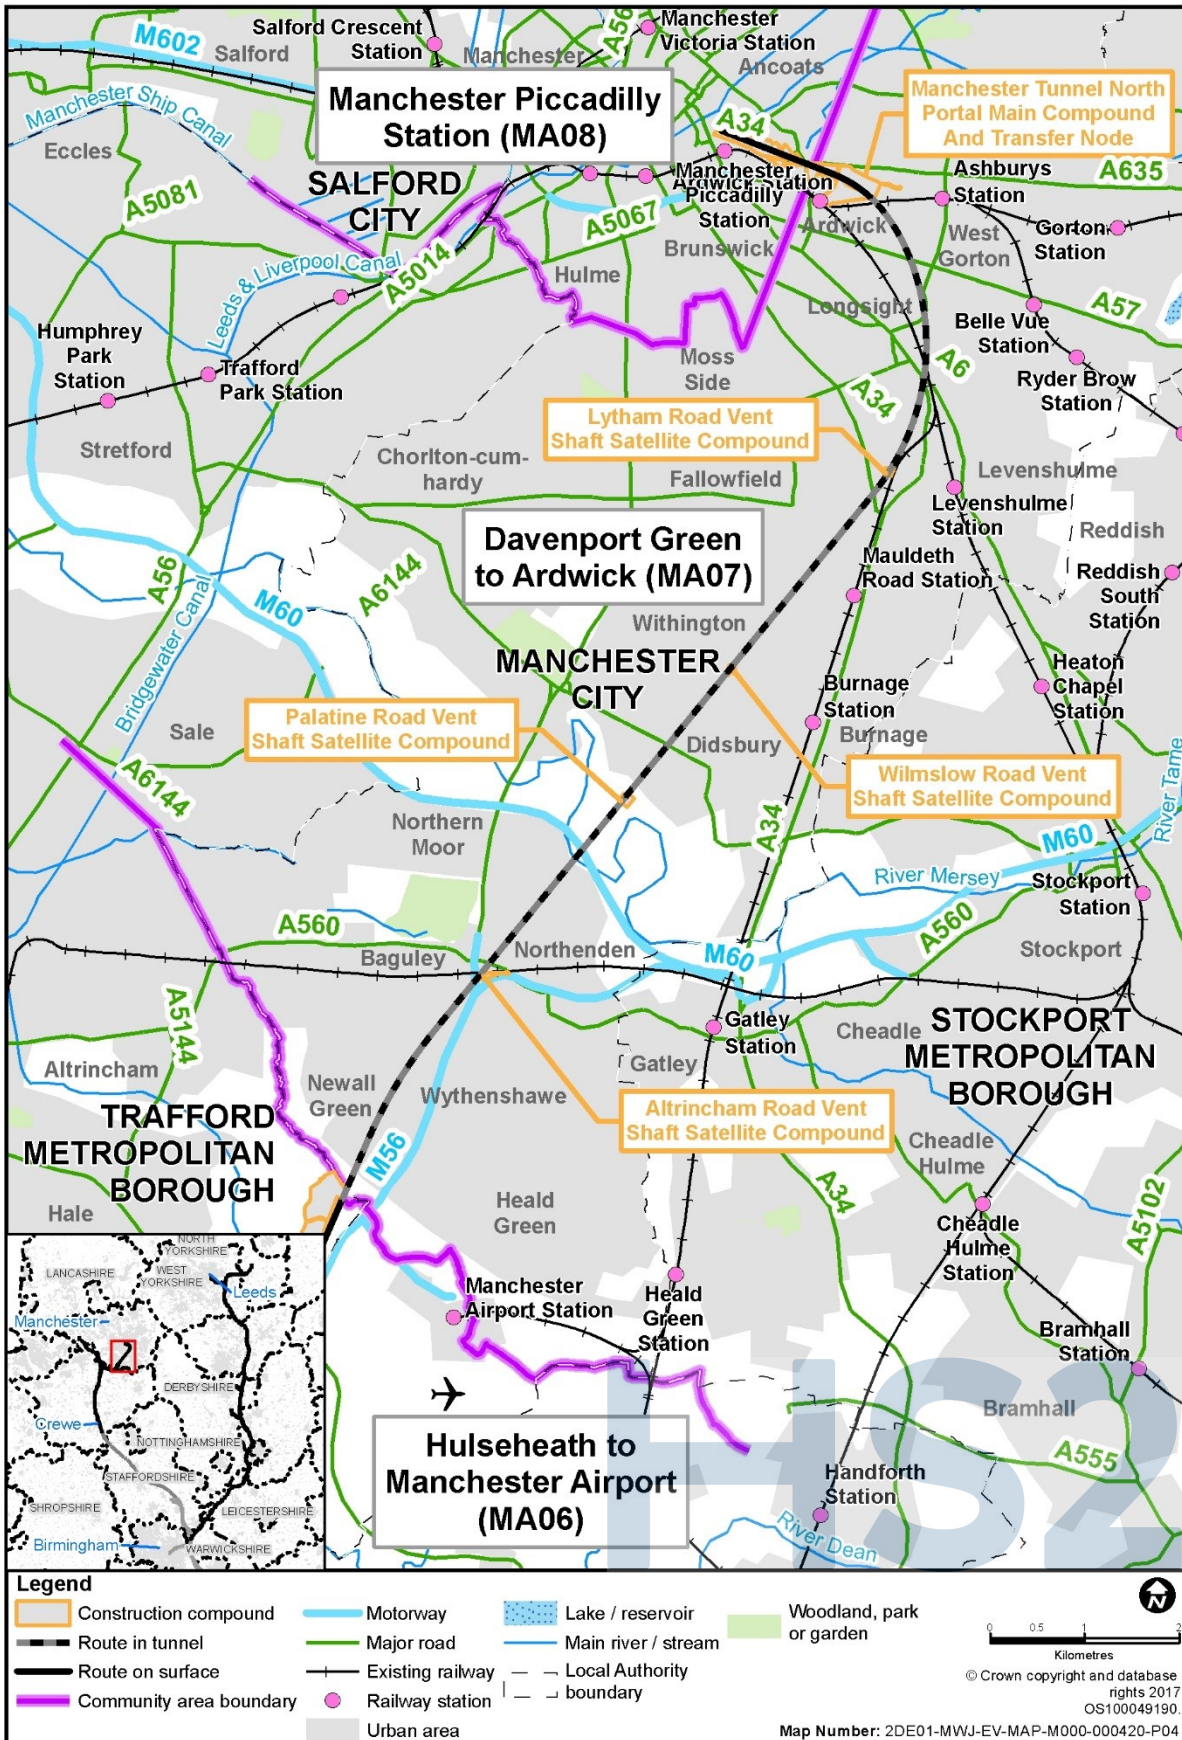 M602
Salford
Salford Crescent
Station
Manchester
A56
Manchester
Victoria Station
Ancoats
Manchester Piccadilly
Station (MA08)
Manchester Tunnel North
Portal Main Compound
And Transfer Node
Manchester Ship Canal
Eccles
A34
A635
Ashburys
Station
Ardwick Station
Manchester
Piccadilly
Station
SALFORD
CITY
A5081
A5067
Ardwick
Brunswick
West
Gorton
Gorton
Station
Hulme
Leeds & Liverpool Canal
A5014
Longsight
A57
Belle Vue
Station
Humphrey
Park
Station
Trafford
Park Station
Moss
Side
A6
Ryder Brow
Station
A34
Lytham Road Vent
Shaft Satellite Compound
Stretford
Chorlton-cum-
hardy
Fallowfield
Levenshulme
Levenshulme
Station
Reddish
Davenport Green
to Ardwick (MA07)
Mauldeth
Road Station
Reddish
South
Station
A56
M60
A6144
Bridgewater Canal
Withington
MANCHESTER
CITY
Heaton
Chapel
Station
Burnage
Station
Burnage
Palatine Road Vent
Shaft Satellite Compound
Sale
Didsbury
Wilmslow Road Vent
Shaft Satellite Compound
A6144
River Tame
Northern
Moor
A34
M60
River Mersey
Stockport
Station
A560
A560
Baguley
Northenden
M60
Stockport
A5144
Gatley
Station
Cheadle
STOCKPORT
METROPOLITAN
BOROUGH
Altrincham
Newall
Green
Wythenshawe
Gatley
Altrincham Road Vent
Shaft Satellite Compound
TRAFFORD
METROPOLITAN
BOROUGH
M56
Cheadle
Hulme
A34
A5102
Hale
Heald
Green
Cheadle
Hulme
Station
Manchester
Airport Station
Heald
Green
Station
Bramhall
Station
Bramhall
A555
Hulseheath to
Manchester Airport
(MA06)
Handforth
Station
River Dean
HS2
NORTH
YORKSHIRE
LANCASHIRE
WEST
YORKSHIRE
Leeds
Manchester
2
DERBYSHIRE
Crewe
NOTTINGHAMSHIRE
STAFFORDSHIRE
SHROPSHIRE
LEICESTERSHIRE
Birmingham
WARWICKSHIRE
Legend
Construction compound
Route in tunnel
Route on surface
Community area boundary
Motorway
Major road
Existing railway
Railway station
Urban area
Lake / reservoir
Main river / stream
Local Authority
boundary
Woodland, park
or garden
N
0 0.5 1 2
Kilometres
© Crown copyright and database
rights 2017
OS100049190.
Map Number: 2DE01-MWJ-EV-MAP-M000-000420-P04